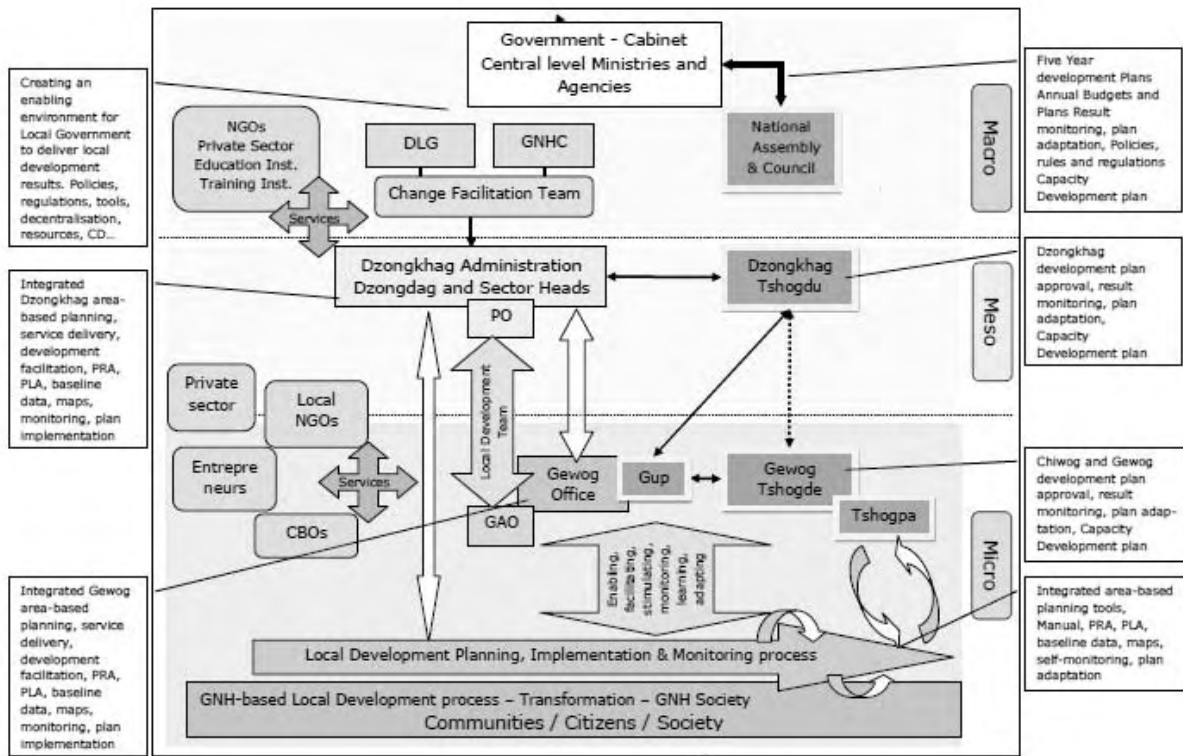 Government - Cabinet
Central level Ministries and
Agencies
Creating an
enabling
environment for
Local Government
to deliver local
development
results. Policies,
regulations, tools,
decentralisation,
resources, CD...
NGOs
Private Sector
Education Inst.
Training Inst.
Services
DLG
GNHC
Change Facilitation Team
National
Assembly
& Council
Macro
Five Year
development Plans
Annual Budgets and
Plans Result
monitoring, plan
adaptation, Policies,
rules and regulations
Capacity
Development plan
Integrated
Dzongkhag area-
based planning,
service delivery,
development
facilitation, PRA,
PLA, baseline
data, maps,
monitoring, plan
implementation
Dzongkhag Administration
Dzongdag and Sector Heads
PO
Dzongkhag
Tshogdu
Meso
Dzongkhag
development plan
approval, result
monitoring, plan
adaptation,
Capacity
Development plan
Private
sector
Local
NGOs
Entrepre
neurs
Services
CBOs
Local Development
Team
Gewog
Office
GAO
Gup
Gewog
Tshogde
Tshogpa
Micro
Chiwog and Gewog
development plan
approval, result
monitoring, plan adap-
tation, Capacity
Development plan
Integrated Gewog
area-based
planning, service
delivery,
development
facilitation, PRA,
PLA, baseline
data, maps,
monitoring, plan
implementation
Enabling,
facilitating,
stimulating,
monitoring,
learning,
adapting
Integrated area-based
planning tools,
Manual, PRA, PLA,
baseline data, maps,
self-monitoring, plan
adaptation
Local Development Planning, Implementation & Monitoring process
GNH-based Local Development process – Transformation – GNH Society
Communities / Citizens / Society